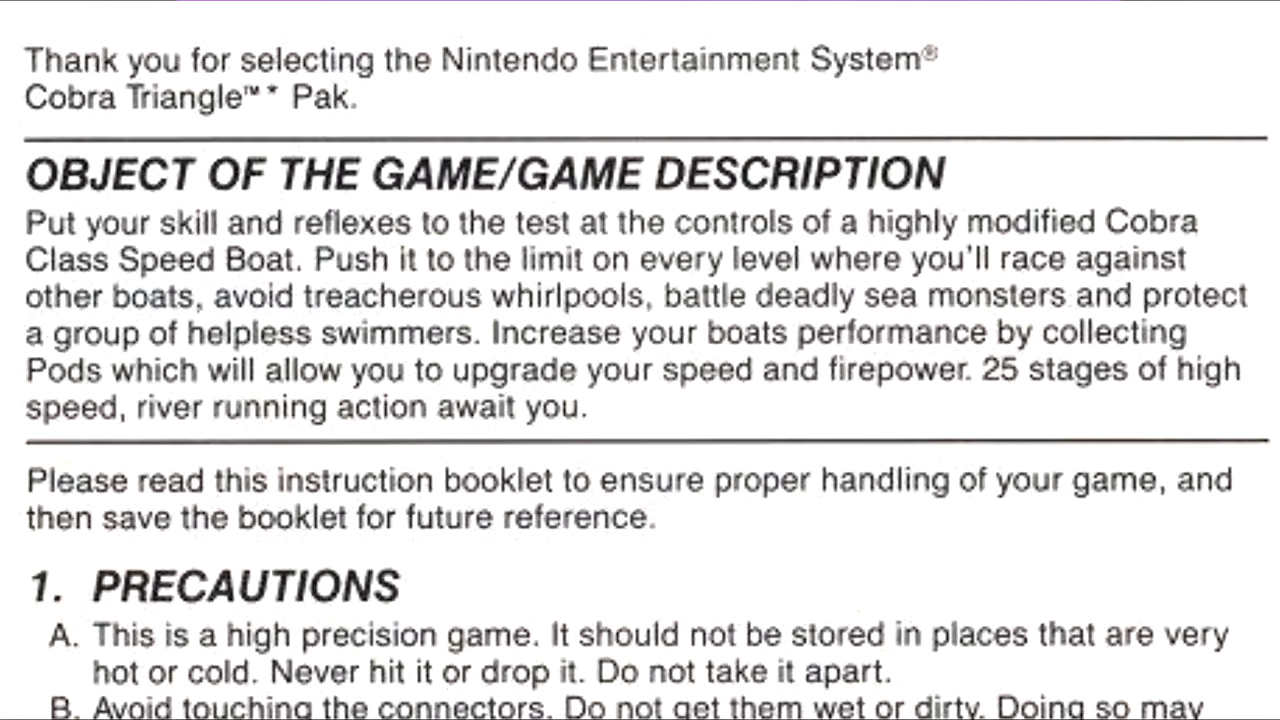 Thank you for selecting the Nintendo Entertainment System®
Cobra Triangle™* Pak.
OBJECT OF THE GAME/GAME DESCRIPTION
Put your skill and reflexes to the test at the controls of a highly modified Cobra
Class Speed Boat. Push it to the limit on every level where you'll race against
other boats, avoid treacherous whirlpools, battle deadly sea monsters and protect
a group of helpless swimmers. Increase your boats performance by collecting
Pods which will allow you to upgrade your speed and firepower. 25 stages of high
speed, river running action await you.
Please read this instruction booklet to ensure proper handling of your game, and
then save the booklet for future reference.
1. PRECAUTIONS
A. This is a high precision game. It should not be stored in places that are very
hot or cold. Never hit it or drop it. Do not take it apart.
B. Avoid touching the connectors. Do not get them wet or dirty. Doing so may